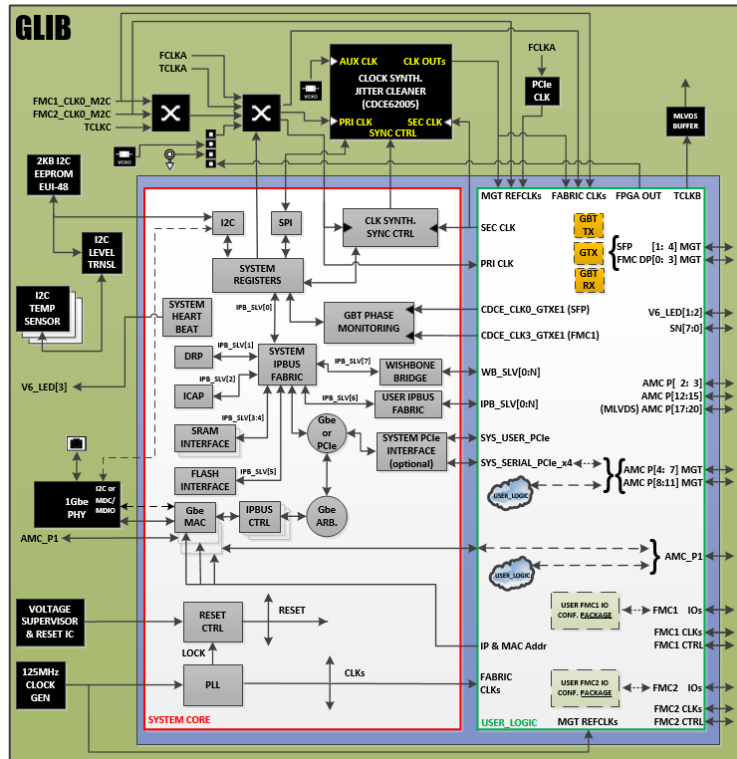 GLIB
FCLKA
TCLKA
FMC1_CLK0_M2C
FMC2_CLK0_M2C
TCLKC
VCXO
AUX CLK
CLK OUTs
CLOCK SYNTH.
JITTER CLEANER
(CDCE62005)
PRI CLK
SEC CLK
SYNC CTRL
FCLKA
PCIe
CLK
MLVDS
BUFFER
VCXO
2KB I2C
EEPROM
EUI-48
I2C
LEVEL
TRNSL
I2C
TEMP
SENSOR
V6_LED[3]
1Gbe
PHY
I2C or
MDC/
MDIO
AMC_P1
VOLTAGE
SUPERVISOR
& RESET IC
125MHz
CLOCK
GEN
I2C
SPI
CLK SYNTH.
SYNC CTRL
SYSTEM
REGISTERS
SYSTEM
HEART
BEAT
IPB_SLV[0]
GBT PHASE
MONITORING
DRP
IPB_SLV[1]
SYSTEM
IPBUS
FABRIC
IPB_SLV[7]
WISHBONE
BRIDGE
ICAP
IPB_SLV[2]
IPB_SLV[6]
USER IPBUS
FABRIC
IPB_SLV[3:4]
SRAM
INTERFACE
Gbe
or
PCIe
SYSTEM PCIe
INTERFACE
(optional)
IPB_SLV[5]
FLASH
INTERFACE
Gbe
MAC
IPBUS
CTRL
Gbe
ARB.
RESET
CTRL
RESET
LOCK
PLL
CLKs
SYSTEM CORE
MGT REFCLKs
FABRIC CLKs
FPGA OUT
TCLKB
SEC CLK
PRI CLK
GBT
TX
GTX
GBT
RX
SFP [1: 4] MGT
FMC DP[0: 3] MGT
CDCE_CLK0_GTXE1 (SFP)
CDCE_CLK3_GTXE1 (FMC1)
V6_LED[1:2]
SN[7:0]
WB_SLV[0:N]
IPB_SLV[0:N]
AMC P[ 2: 3]
AMC P[12:15]
(MLVDS) AMC P[17:20]
SYS_USER_PCIe
SYS_SERIAL_PCIe_x4
AMC P[4: 7] MGT
AMC P[8:11] MGT
USER_LOGIC
AMC_P1
USER_LOGIC
USER FMC1 IO
CONF. PACKAGE
FMC1 IOs
FMC1 CLKs
FMC1 CTRL
IP & MAC Addr
FABRIC
CLKs
USER FMC2 IO
CONF. PACKAGE
FMC2 IOs
FMC2 CLKs
FMC2 CTRL
MGT REFCLKs
USER_LOGIC